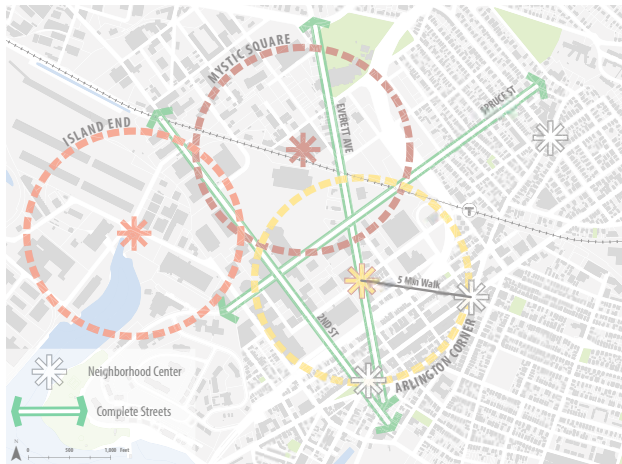 MYSTIC SQUARE
ISLAND END
EVERETT AVE
SPRUCE ST
T
5 Min Walk
2ND ST
ARLINGTON CORNER
Neighborhood Center
Complete Streets
N
0 500 1,000 Feet